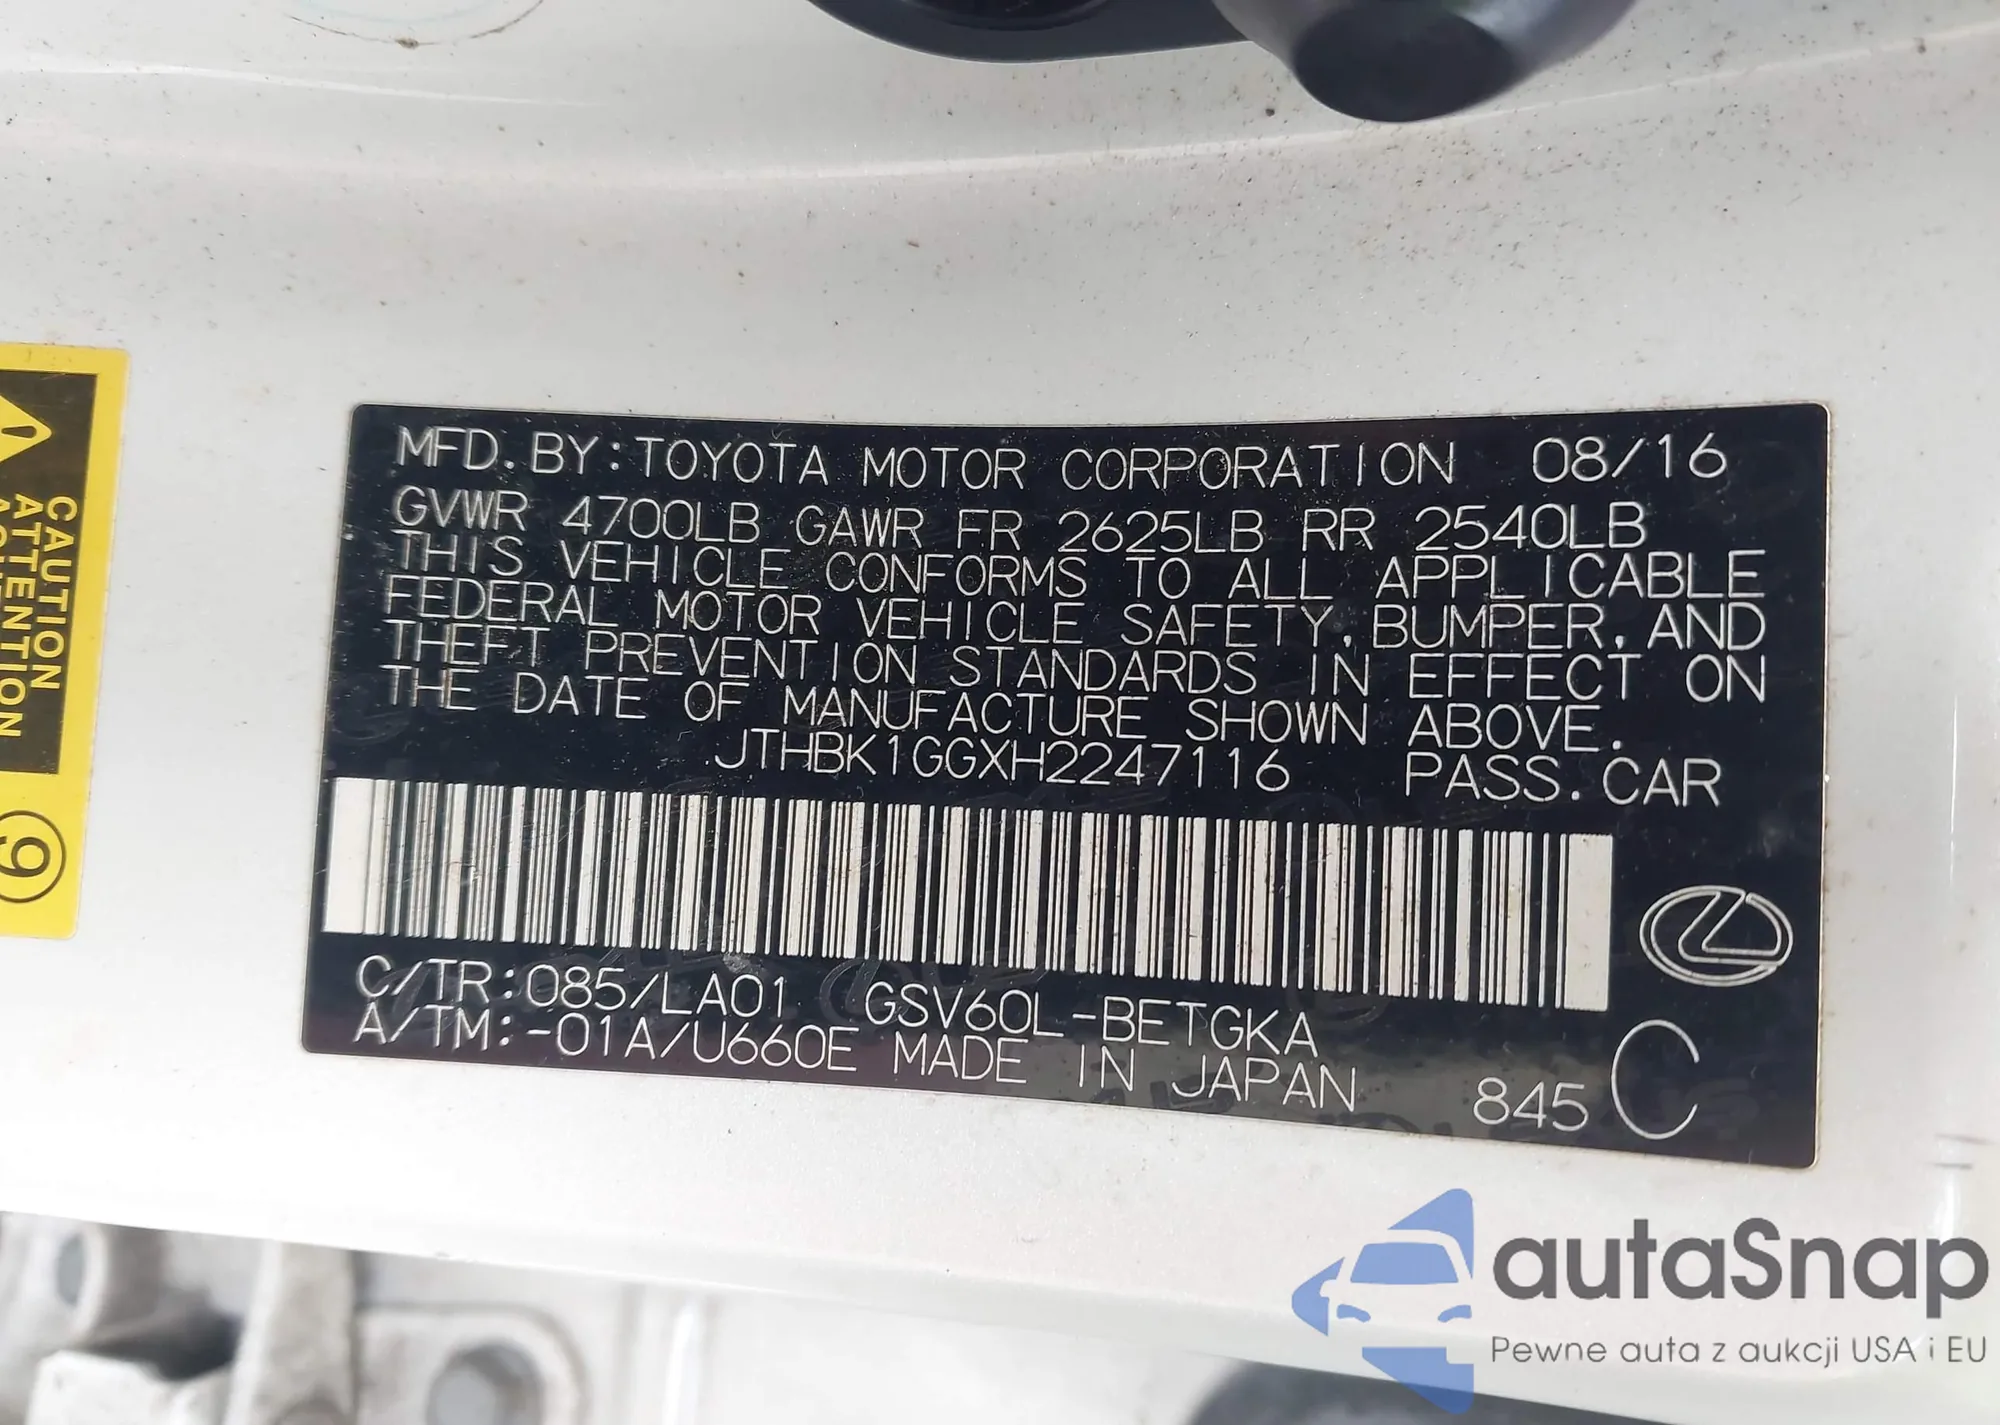 MFD. BY: TOYOTA MOTOR CORPORATION 08/16
GVWR 4700LB GAWR FR 2625LB RR 2540LB
THIS VEHICLE CONFORMS TO ALL APPLICABLE
FEDERAL MOTOR VEHICLE SAFETY, BUMPER, AND
THEFT PREVENTION STANDARDS IN EFFECT ON
THE DATE OF MANUFACTURE SHOWN ABOVE.
JTHBK1GGXH2247116 PASS. CAR
C/TR: 085/LA01 GSV60L-BETGKA
A/TM: -01A/U660E MADE IN JAPAN 845 C
CAUTION
ATTENTION
9
autaSnap
Pewne auta z aukcji USA i EU